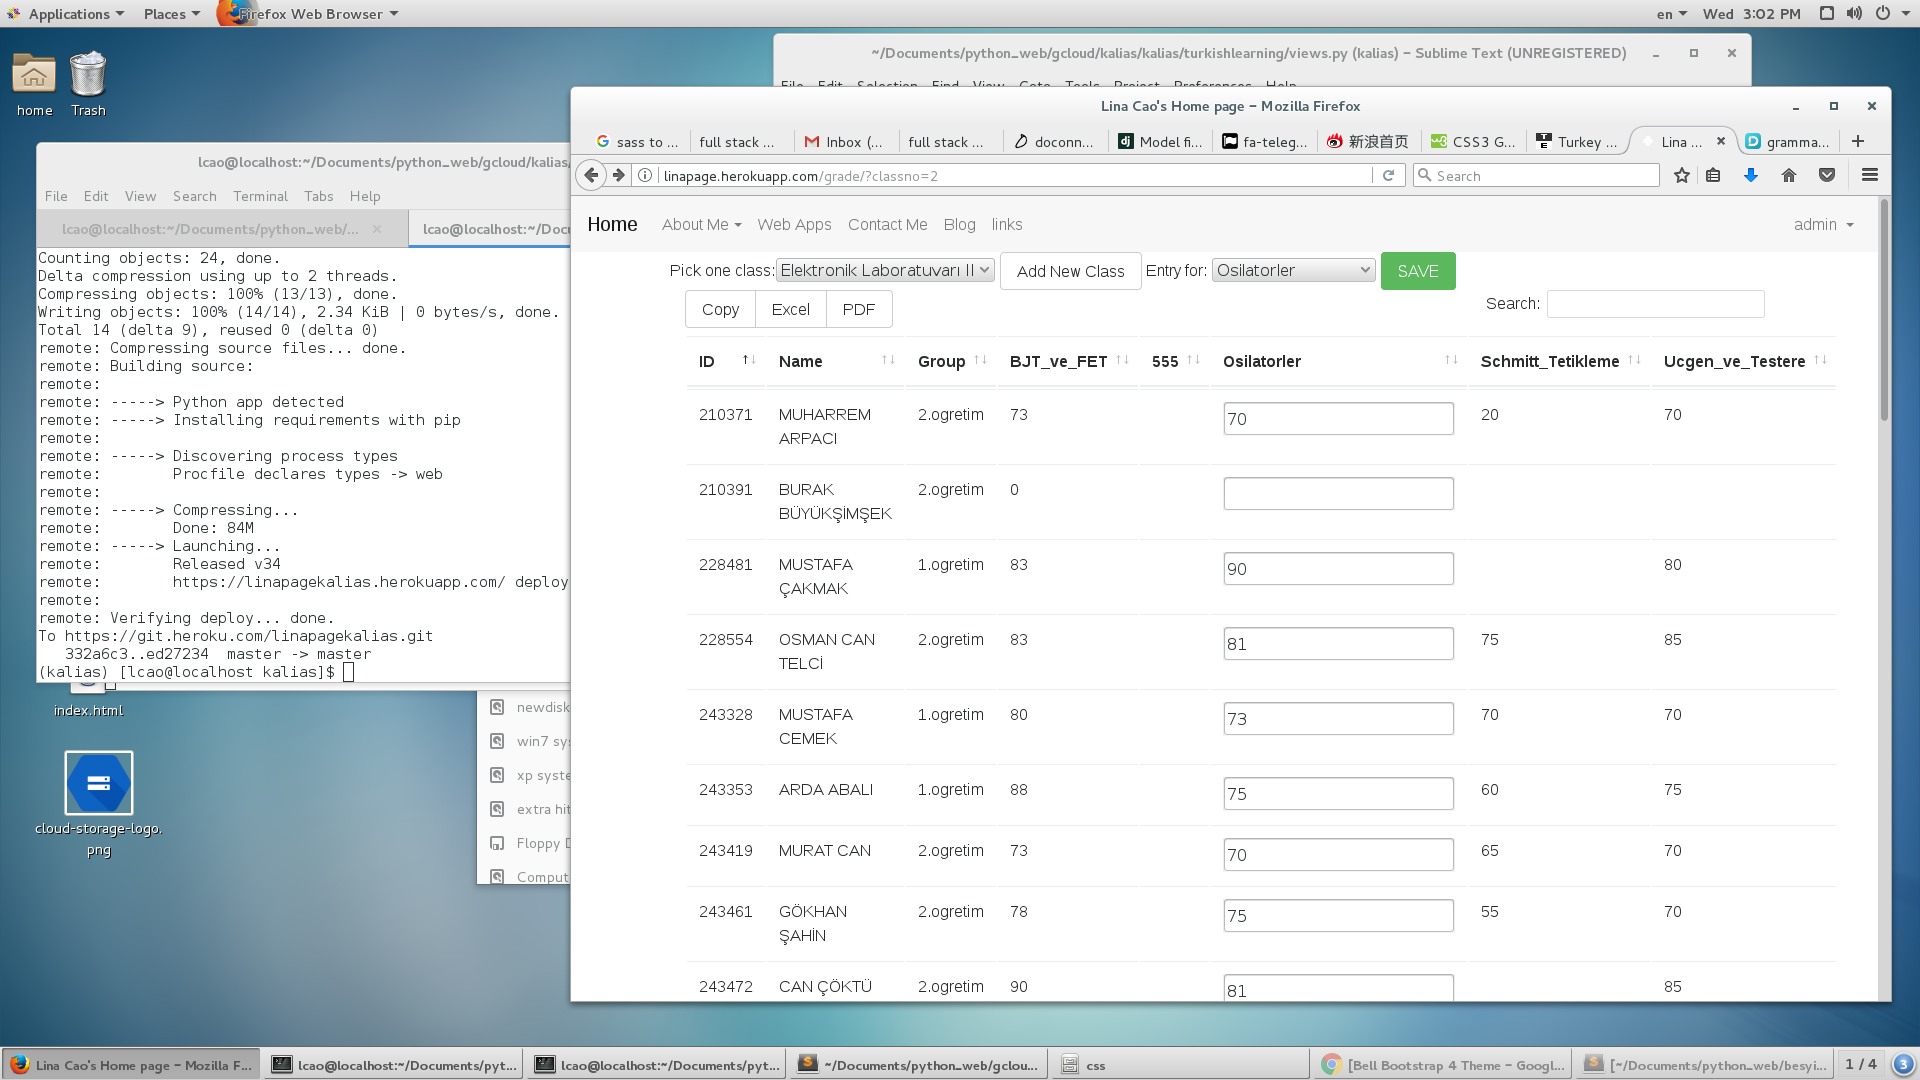 Applications Places Firefox Web Browser en Wed 3:02 PM
home Trash
~/Documents/python_web/gcloud/kalias/kalias/turkishlearning/views.py (kalias) – Sublime Text (UNREGISTERED)
File Edit Selection Find View Goto Tools Project Preferences Help
Lina Cao's Home page – Mozilla Firefox
sass to ... full stack ... Inbox (... full stack ... doconn... Model fi... fa-teleg... 新浪首页 CSS3 G... Turkey ... Lina ... gramma...
linapage.herokuapp.com/grade/?classno=2 Search
Home About Me Web Apps Contact Me Blog links admin
Pick one class: Elektronik Laboratuvarı II Add New Class Entry for: Osilatorler SAVE
Copy Excel PDF Search:
ID Name Group BJT_ve_FET 555 Osilatorler Schmitt_Tetikleme Ucgen_ve_Testere
210371 MUHARREM ARPACI 2.ogretim 73 70 20 70
210391 BURAK BÜYÜKŞİMŞEK 2.ogretim 0
228481 MUSTAFA ÇAKMAK 1.ogretim 83 90 80
228554 OSMAN CAN TELCİ 2.ogretim 83 81 75 85
243328 MUSTAFA CEMEK 1.ogretim 80 73 70 70
243353 ARDA ABALI 1.ogretim 88 75 60 75
243419 MURAT CAN 2.ogretim 73 70 65 70
243461 GÖKHAN ŞAHİN 2.ogretim 78 75 55 70
243472 CAN ÇÖKTÜ 2.ogretim 90 81 85
lcao@localhost:~/Documents/python_web/gcloud/kalias/
File Edit View Search Terminal Tabs Help
lcao@localhost:~/Documents/python_web/... lcao@localhost:~/Docu
Counting objects: 24, done.
Delta compression using up to 2 threads.
Compressing objects: 100% (13/13), done.
Writing objects: 100% (14/14), 2.34 KiB | 0 bytes/s, done.
Total 14 (delta 9), reused 0 (delta 0)
remote: Compressing source files... done.
remote: Building source:
remote:
remote: -----> Python app detected
remote: -----> Installing requirements with pip
remote:
remote: -----> Discovering process types
remote: Procfile declares types -> web
remote:
remote: -----> Compressing...
remote: Done: 84M
remote: -----> Launching...
remote: Released v34
remote: https://linapagekalias.herokuapp.com/ deploy
remote:
remote: Verifying deploy... done.
To https://git.heroku.com/linapagekalias.git
332a6c3..ed27234 master -> master
(kalias) [lcao@localhost kalias]$
index.html
cloud-storage-logo.
png
newdisk
win7 sys
xp syste
extra hit
Floppy D
Comput
Lina Cao's Home page – Mozilla F... lcao@localhost:~/Documents/pyt... lcao@localhost:~/Documents/pyt... ~/Documents/python_web/gclou... css [Bell Bootstrap 4 Theme – Googl... [~/Documents/python_web/besyi... 1 / 4 3